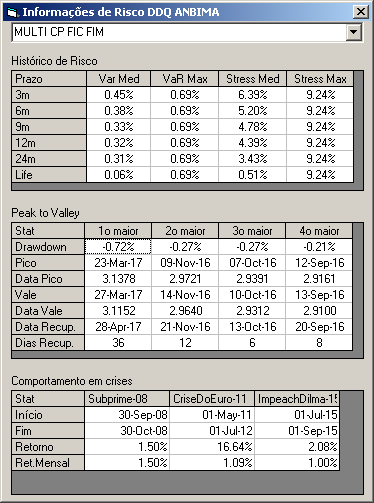 Informações de Risco DDQ ANBIMA
MULTI CP FIC FIM
Histórico de Risco
Prazo Var Med VaR Max Stress Med Stress Max
3m 0.45% 0.69% 6.39% 9.24%
6m 0.38% 0.69% 5.20% 9.24%
9m 0.33% 0.69% 4.78% 9.24%
12m 0.32% 0.69% 4.39% 9.24%
24m 0.31% 0.69% 3.43% 9.24%
Life 0.06% 0.69% 0.51% 9.24%
Peak to Valley
Stat 1o maior 2o maior 3o maior 4o maior
Drawdown -0.72% -0.27% -0.27% -0.21%
Pico 23-Mar-17 09-Nov-16 07-Oct-16 12-Sep-16
Data Pico 3.1378 2.9721 2.9391 2.9161
Vale 27-Mar-17 14-Nov-16 10-Oct-16 13-Sep-16
Data Vale 3.1152 2.9640 2.9312 2.9100
Data Recup. 28-Apr-17 21-Nov-16 13-Oct-16 20-Sep-16
Dias Recup. 36 12 6 8
Comportamento em crises
Stat Subprime-08 CriseDoEuro-11 ImpeachDilma-15
Início 30-Sep-08 01-May-11 01-Jul-15
Fim 30-Oct-08 01-Jul-12 01-Sep-15
Retorno 1.50% 16.64% 2.08%
Ret.Mensal 1.50% 1.09% 1.00%